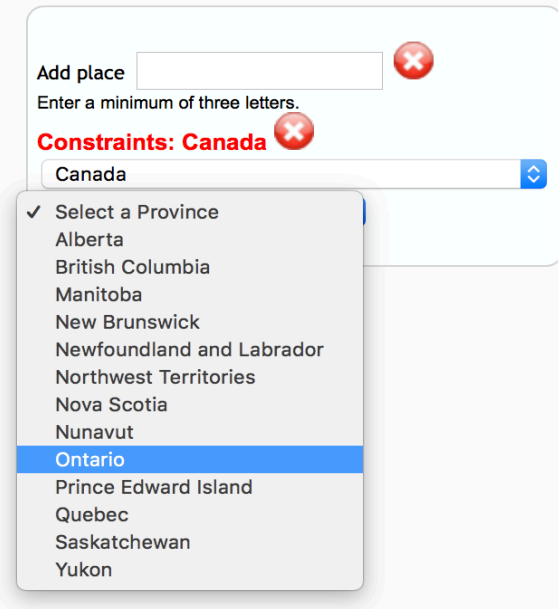 Add place
Enter a minimum of three letters.
Constraints: Canada
Canada
✓ Select a Province
Alberta
British Columbia
Manitoba
New Brunswick
Newfoundland and Labrador
Northwest Territories
Nova Scotia
Nunavut
Ontario
Prince Edward Island
Quebec
Saskatchewan
Yukon